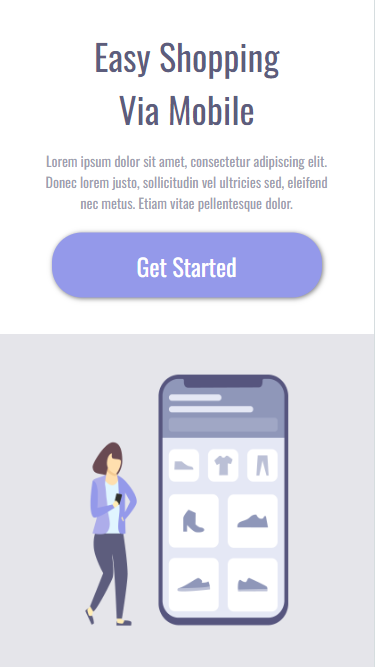 Easy Shopping
Via Mobile
Lorem ipsum dolor sit amet, consectetur adipiscing elit.
Donec lorem justo, sollicitudin vel ultricies sed, eleifend
nec metus. Etiam vitae pellentesque dolor.
Get Started